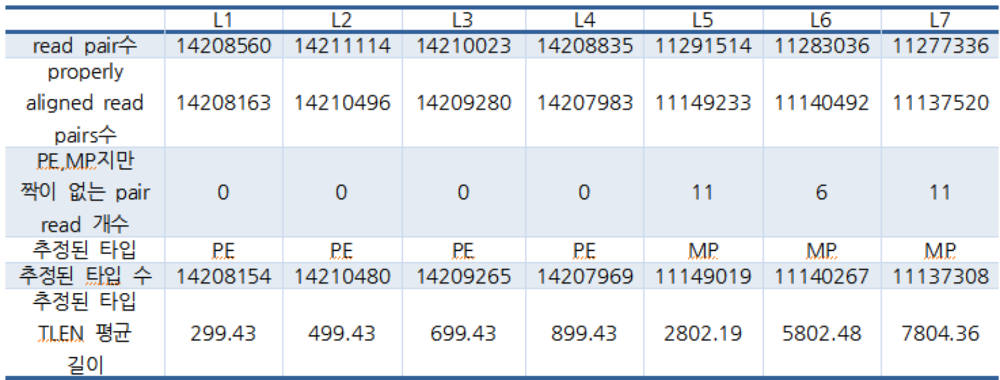 L1 L2 L3 L4 L5 L6 L7
read pair수 14208560 14211114 14210023 14208835 11291514 11283036 11277336
properly
aligned read 14208163 14210496 14209280 14207983 11149233 11140492 11137520
pairs수
PE,MP지만
짝이 없는 pair 0 0 0 0 11 6 11
read 개수
추정된 타입 PE PE PE PE MP MP MP
추정된 타입 수 14208154 14210480 14209265 14207969 11149019 11140267 11137308
추정된 타입
TLEN 평균 299.43 499.43 699.43 899.43 2802.19 5802.48 7804.36
길이